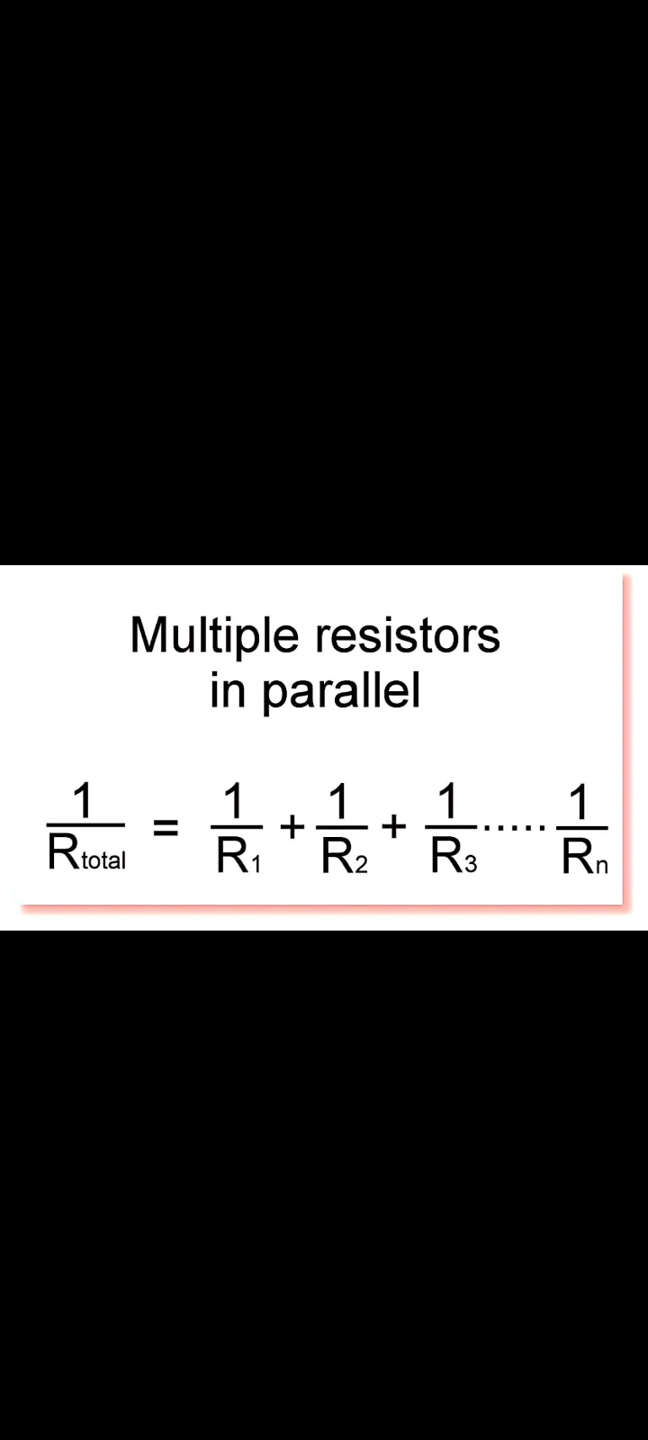 Multiple resistors
in parallel
1/Rtotal = 1/R1 + 1/R2 + 1/R3 ..... 1/Rn